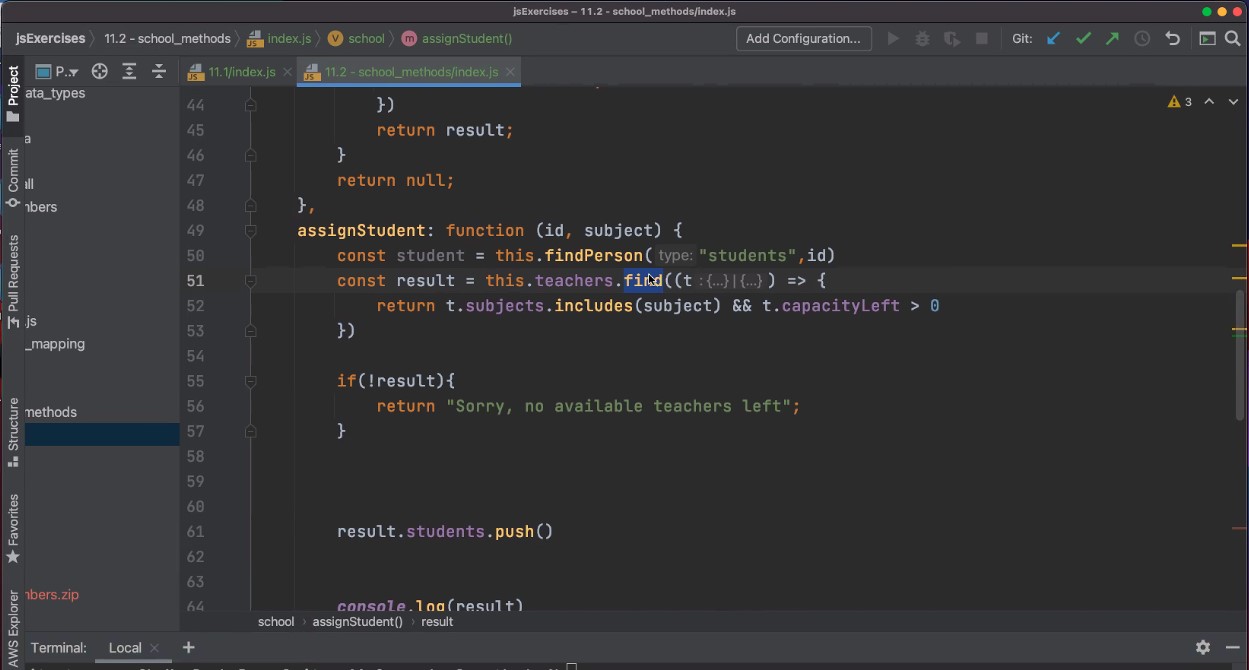 jsExercises – 11.2 - school_methods/index.js
jsExercises 11.2 - school_methods index.js school assignStudent() Add Configuration... Git:
Project P... 11.1/index.js 11.2 - school_methods/index.js
ata_types
a
all
nbers
.js
_mapping
methods
nbers.zip
Commit
Pull Requests
Structure
Favorites
AWS Explorer
3
44 })
45 return result;
46 }
47 return null;
48 },
49 assignStudent: function (id, subject) {
50 const student = this.findPerson( type: "students",id)
51 const result = this.teachers.find((t :{...}|{...} ) => {
52 return t.subjects.includes(subject) && t.capacityLeft > 0
53 })
54
55 if(!result){
56 return "Sorry, no available teachers left";
57 }
58
59
60
61 result.students.push()
62
63
64 console.log(result)
school assignStudent() result
Terminal: Local +